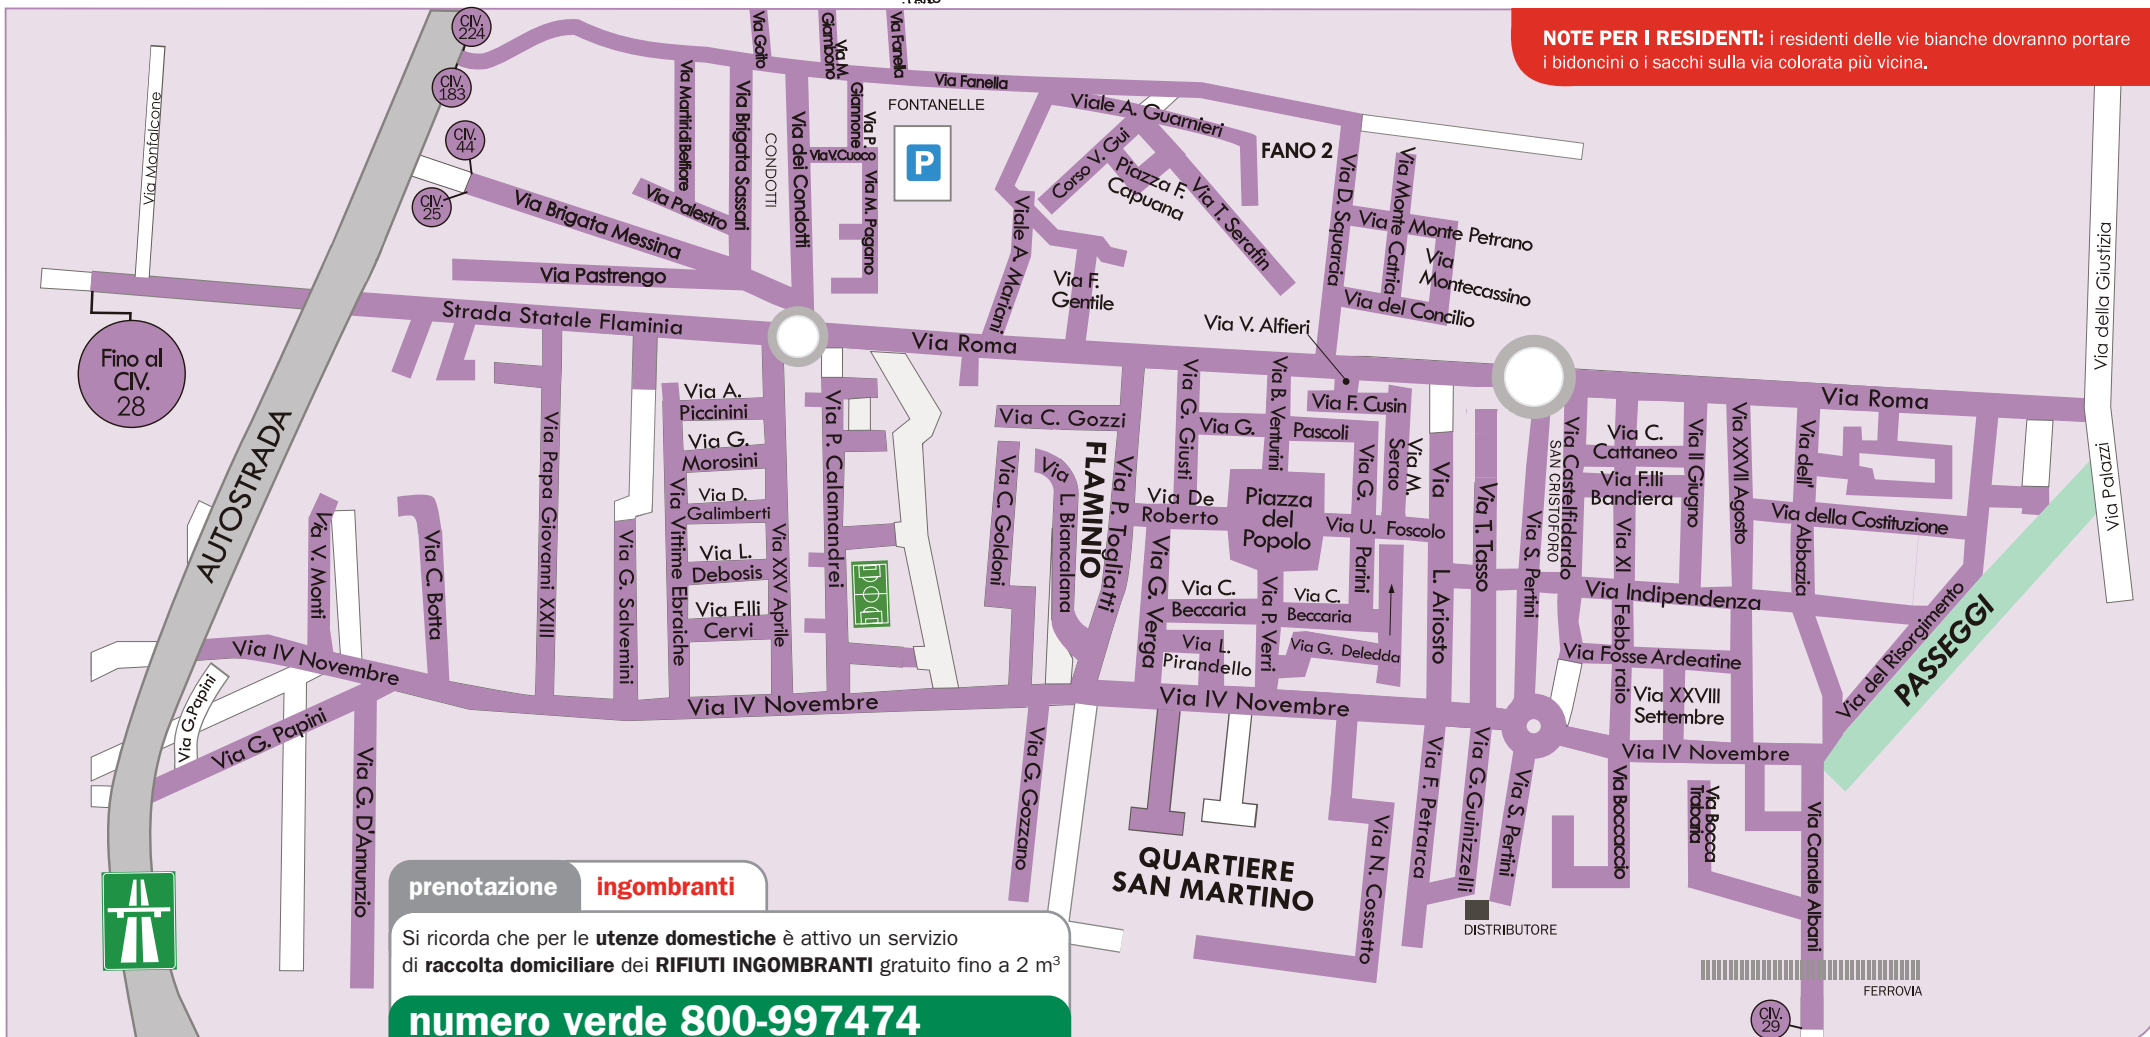 NOTE PER I RESIDENTI: i residenti delle vie bianche dovranno portare
i bidoncini o i sacchi sulla via colorata più vicina.
CIV.
224
CIV.
183
CIV.
44
CIV.
25
Via Monfalcone
Via Goito
Via M.
Giambono
Via Fanella
Via Fanella
Via Martiri di Belfiore
Via Brigata Sassari
CONDOTTI
Via dei Condotti
Via P.
Giannone
Via V. Cuoco
Via M. Pagano
FONTANELLE
P
Viale A. Guarnieri
Corso V. Gui
Piazza F.
Capuana
Via T. Serafin
FANO 2
Via D. Squarcia
Via Monte Catria
Via Monte Petrano
Via
Montecassino
Via del Concilio
Via Palestro
Via Brigata Messina
Via Pastrengo
Viale A. Mariani
Via F.
Gentile
Via V. Alfieri
Via della Giustizia
Strada Statale Flaminia
Via Roma
Via Roma
Fino al
CIV.
28
AUTOSTRADA
Via A.
Piccinini
Via G.
Morosini
Via D.
Galimberti
Via L.
Debosis
Via F.lli
Cervi
Via Papa Giovanni XXIII
Via G. Salvemini
Via Vittime Ebraiche
Via XXV Aprile
Via P. Calamandrei
Via C. Gozzi
Via C. Goldoni
Via
L. Biancalana
FLAMINIO
Via P. Togliatti
Via G. Giusti
Via B. Venturini
Via F. Cusin
Via G. Pascoli
Via M.
Serao
Via G.
Parini
Via De
Roberto
Piazza
del
Popolo
Via U. Foscolo
Via G. Verga
Via C.
Beccaria
Via C.
Beccaria
Via P. Verri
Via L.
Pirandello
Via G. Deledda
Via
L. Ariosto
Via T. Tasso
Via S. Pertini
SAN CRISTOFORO
Via Castelfidardo
Via C.
Cattaneo
Via F.lli
Bandiera
Via XI
Febbraio
Via II Giugno
Via XXVII Agosto
Via dell'
Abbazia
Via della Costituzione
Via Indipendenza
Via Fosse Ardeatine
Via XXVIII
Settembre
Via del Risorgimento
PASSEGGI
Via Palazzi
Via V. Monti
Via C. Botta
Via IV Novembre
Via IV Novembre
Via IV Novembre
Via IV Novembre
Via G.Papini
Via G. Papini
Via G. D'Annunzio
Via G. Gozzano
QUARTIERE
SAN MARTINO
Via N. Cossetto
Via F. Petrarca
Via G.Guinizzelli
Via S. Pertini
DISTRIBUTORE
Via Boccaccio
Via Bocca
Trabaria
Via Canale Albani
FERROVIA
CIV.
29
prenotazione ingombranti
Si ricorda che per le utenze domestiche è attivo un servizio
di raccolta domiciliare dei RIFIUTI INGOMBRANTI gratuito fino a 2 m³
numero verde 800-997474